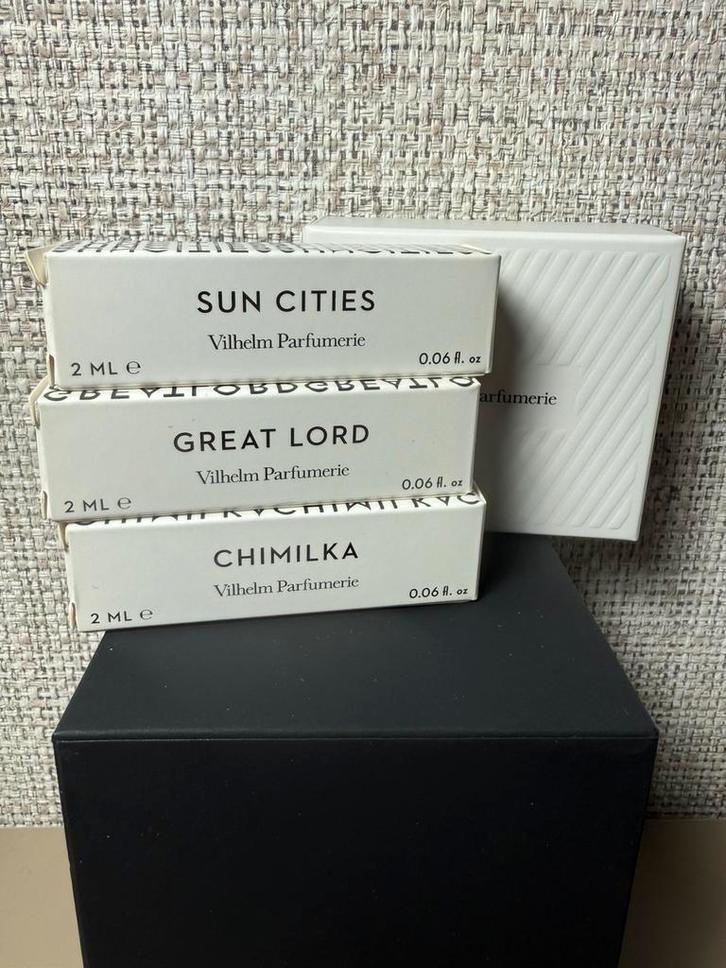 SUN CITIES
Vilhelm Parfumerie
2 ML ℮
0.06 fl. oz
GREAT LORD
Vilhelm Parfumerie
2 ML ℮
0.06 fl. oz
CHIMILKA
Vilhelm Parfumerie
2 ML ℮
0.06 fl. oz
arfumerie